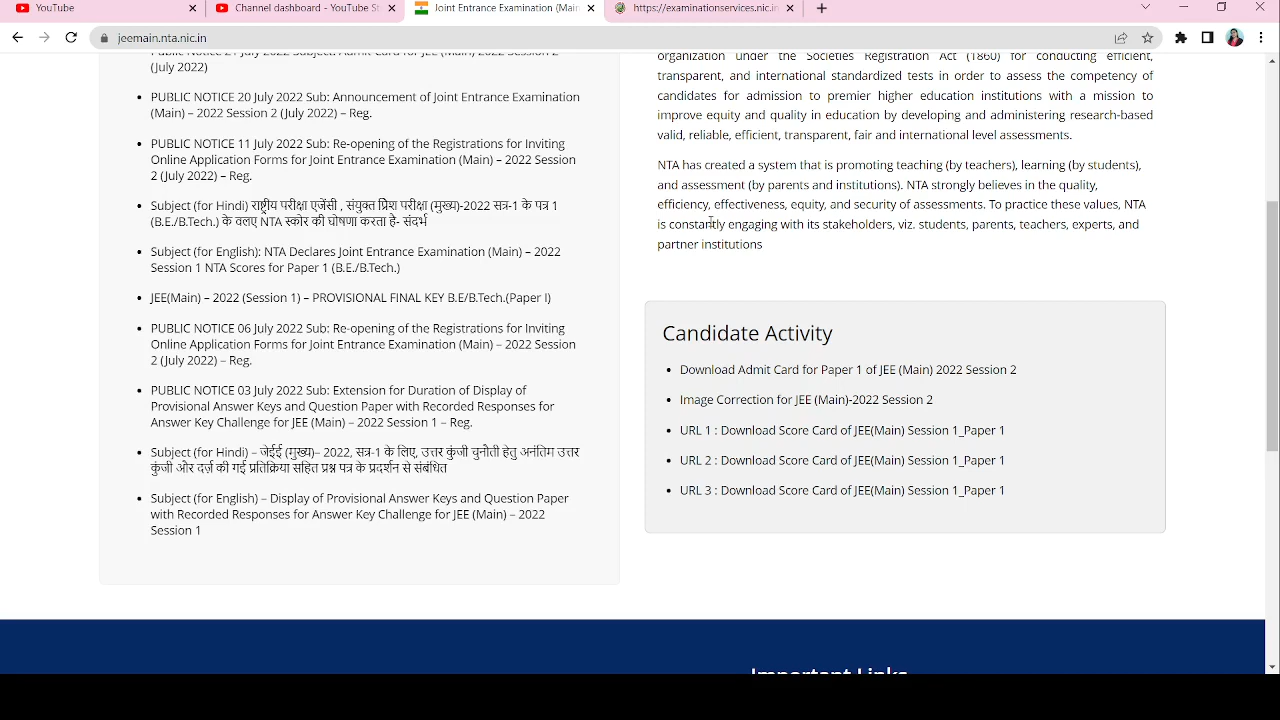 YouTube
Channel dashboard - YouTube St
Joint Entrance Examination (Main
https://examinationservices.nic.in
jeemain.nta.nic.in
Public Notice 21 July 2022 Subject: Admit Card for JEE (Main) 2022 Session 2
(July 2022)
PUBLIC NOTICE 20 July 2022 Sub: Announcement of Joint Entrance Examination
(Main) – 2022 Session 2 (July 2022) – Reg.
PUBLIC NOTICE 11 July 2022 Sub: Re-opening of the Registrations for Inviting
Online Application Forms for Joint Entrance Examination (Main) – 2022 Session
2 (July 2022) – Reg.
Subject (for Hindi) राष्ट्रीय परीक्षा एजेंसी , संयुक्त प्रिेश परीक्षा (मुख्य)-2022 सत्र-1 के पत्र 1
(B.E./B.Tech.) के वलए NTA स्कोर की घोषणा करता है- संदर्भ
Subject (for English): NTA Declares Joint Entrance Examination (Main) – 2022
Session 1 NTA Scores for Paper 1 (B.E./B.Tech.)
JEE(Main) – 2022 (Session 1) – PROVISIONAL FINAL KEY B.E/B.Tech.(Paper I)
PUBLIC NOTICE 06 July 2022 Sub: Re-opening of the Registrations for Inviting
Online Application Forms for Joint Entrance Examination (Main) – 2022 Session
2 (July 2022) – Reg.
PUBLIC NOTICE 03 July 2022 Sub: Extension for Duration of Display of
Provisional Answer Keys and Question Paper with Recorded Responses for
Answer Key Challenge for JEE (Main) – 2022 Session 1 – Reg.
Subject (for Hindi) – जेईई (मुख्य)– 2022, सत्र-1 के लिए, उत्तर कुंजी चुनौती हेतु अनंतिम उत्तर
कुंजी और दर्ज की गई प्रतिक्रिया सहित प्रश्न पत्र के प्रदर्शन से संबंधित
Subject (for English) – Display of Provisional Answer Keys and Question Paper
with Recorded Responses for Answer Key Challenge for JEE (Main) – 2022
Session 1
organization under the Societies Registration Act (1860) for conducting efficient,
transparent, and international standardized tests in order to assess the competency of
candidates for admission to premier higher education institutions with a mission to
improve equity and quality in education by developing and administering research-based
valid, reliable, efficient, transparent, fair and international level assessments.
NTA has created a system that is promoting teaching (by teachers), learning (by students),
and assessment (by parents and institutions). NTA strongly believes in the quality,
efficiency, effectiveness, equity, and security of assessments. To practice these values, NTA
is constantly engaging with its stakeholders, viz. students, parents, teachers, experts, and
partner institutions
Candidate Activity
Download Admit Card for Paper 1 of JEE (Main) 2022 Session 2
Image Correction for JEE (Main)-2022 Session 2
URL 1 : Download Score Card of JEE(Main) Session 1_Paper 1
URL 2 : Download Score Card of JEE(Main) Session 1_Paper 1
URL 3 : Download Score Card of JEE(Main) Session 1_Paper 1
Important Links